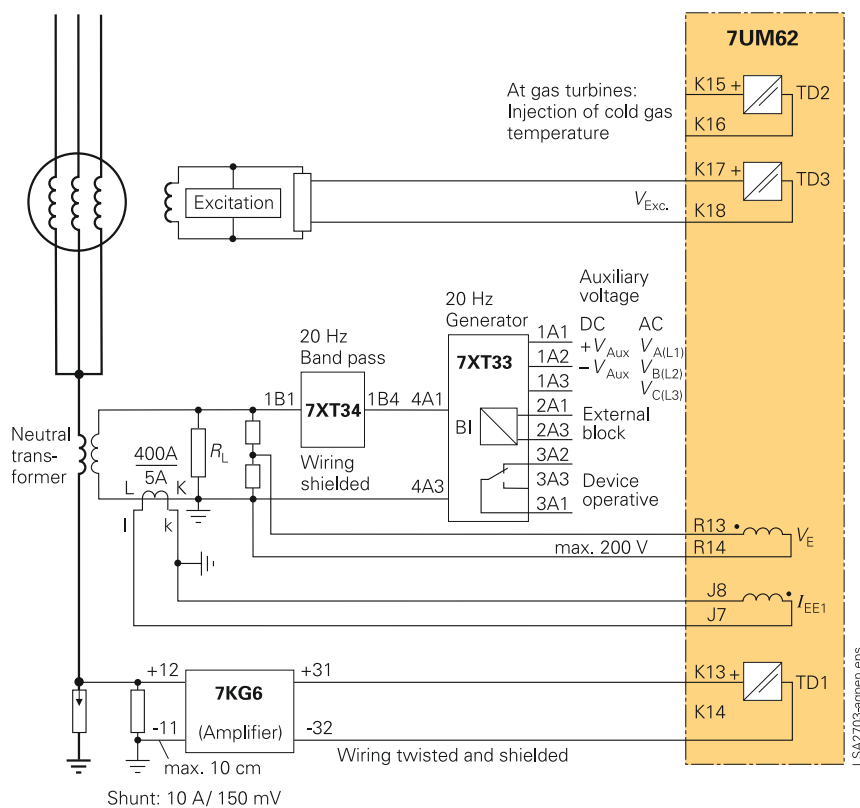 7UM62
At gas turbines:
Injection of cold gas
temperature
K15 +
TD2
K16
K17 +
TD3
Excitation
VExc.
K18
Auxiliary
voltage
20 Hz
Generator
DC AC
20 Hz
Band pass
7XT33
1A1
+VAux VA(L1)
1A2
−VAux VB(L2)
1A3
VC(L3)
1B1
7XT34
1B4
4A1
2A1
External
BI
2A3
block
Neutral
trans-
former
400A
5A
RL
Wiring
shielded
3A2
L K
3A3
Device
operative
4A3
3A1
l k
R13
VE
max. 200 V
R14
J8
IEE1
J7
+12
7KG6
+31
K13 +
TD1
K14
-11
(Amplifier)
-32
Wiring twisted and shielded
max. 10 cm
Shunt: 10 A/ 150 mV
LSA2703-agpen.eps